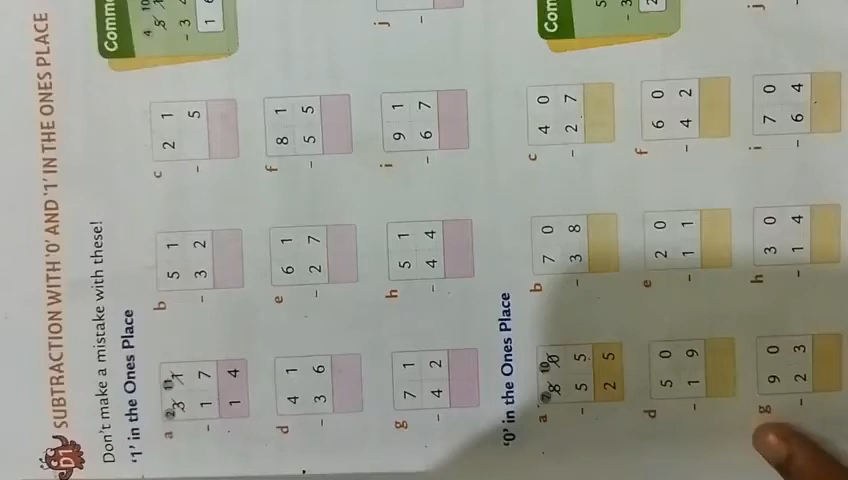 D1 SUBTRACTION WITH '0' AND '1' IN THE ONES PLACE
Don't make a mistake with these!
'1' in the Ones Place
a b c
3 1 5 1 2 1
2 11
- 1 7 - 3 2 - 5
1 4
d e f
4 1 6 1 8 1
- 3 6 - 2 7 - 5 5
g h i j
7 1 5 1 9 1
- 4 2 - 4 4 - 6 7 -
'0' in the Ones Place
a b c
8 0 7 0 4 0
7 10
- 5 5 - 3 8 - 2 7
2 5
d e f
5 0 2 0 6 0
- 1 9 - 1 1 - 4 2
g h i j
9 0 3 0 7 0
- 2 3 - 1 4 - 6 4 -